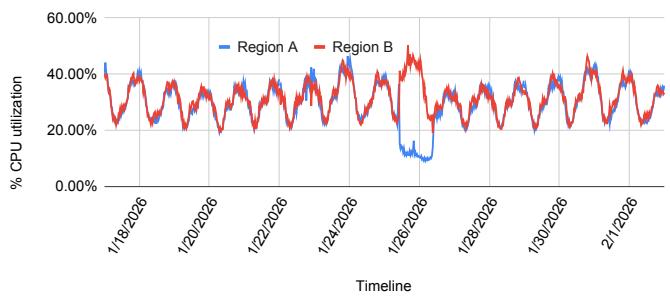 60.00%
Region A Region B
40.00%
20.00%
0.00%
% CPU utilization
1/18/2026 1/20/2026 1/22/2026 1/24/2026 1/26/2026 1/28/2026 1/30/2026 2/1/2026
Timeline